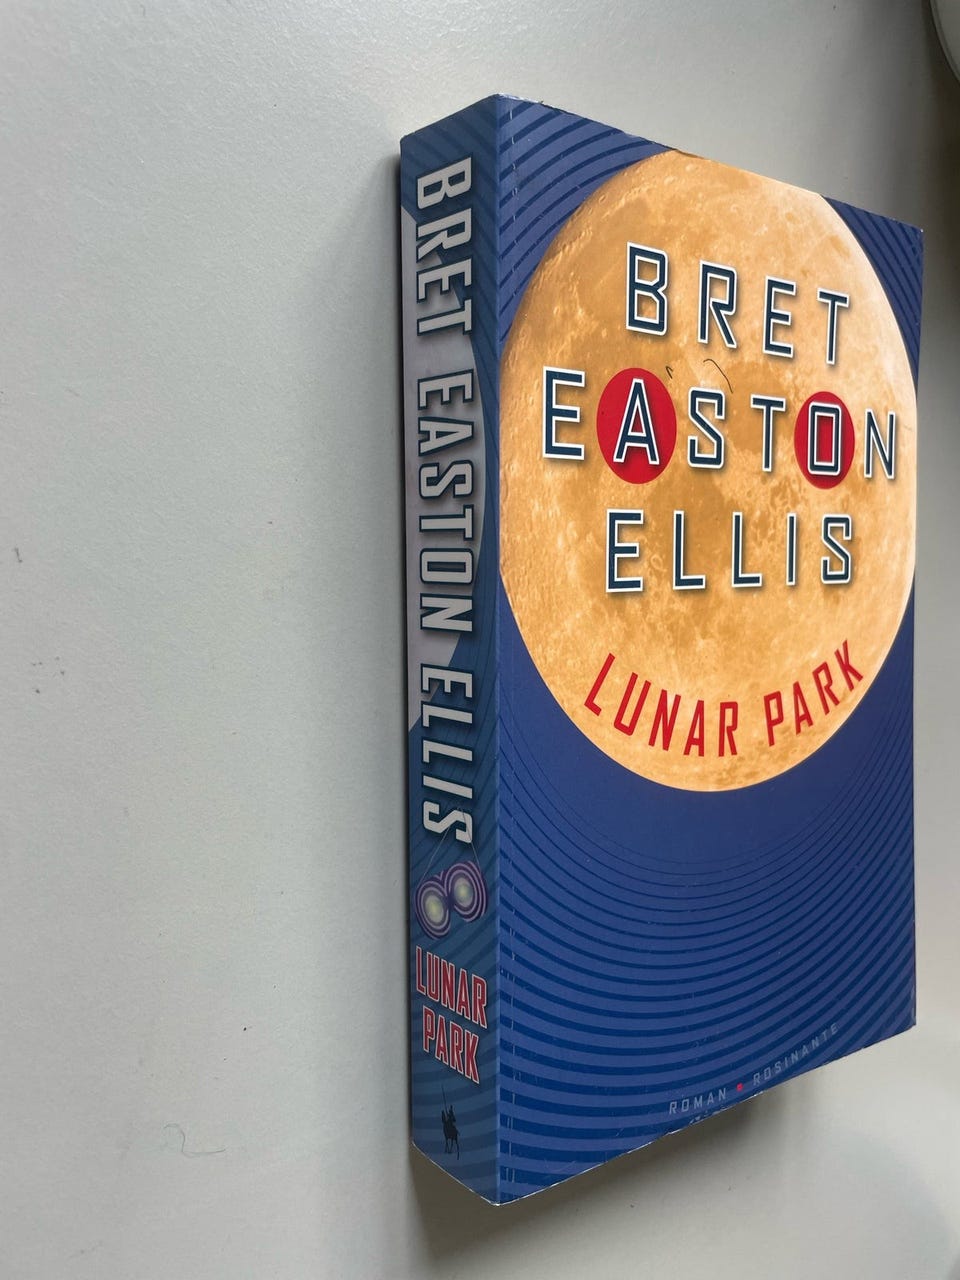 BRET EASTON ELLIS
LUNAR
PARK
BRET
EASTON
ELLIS
LUNAR PARK
ROMAN • ROSINANTE